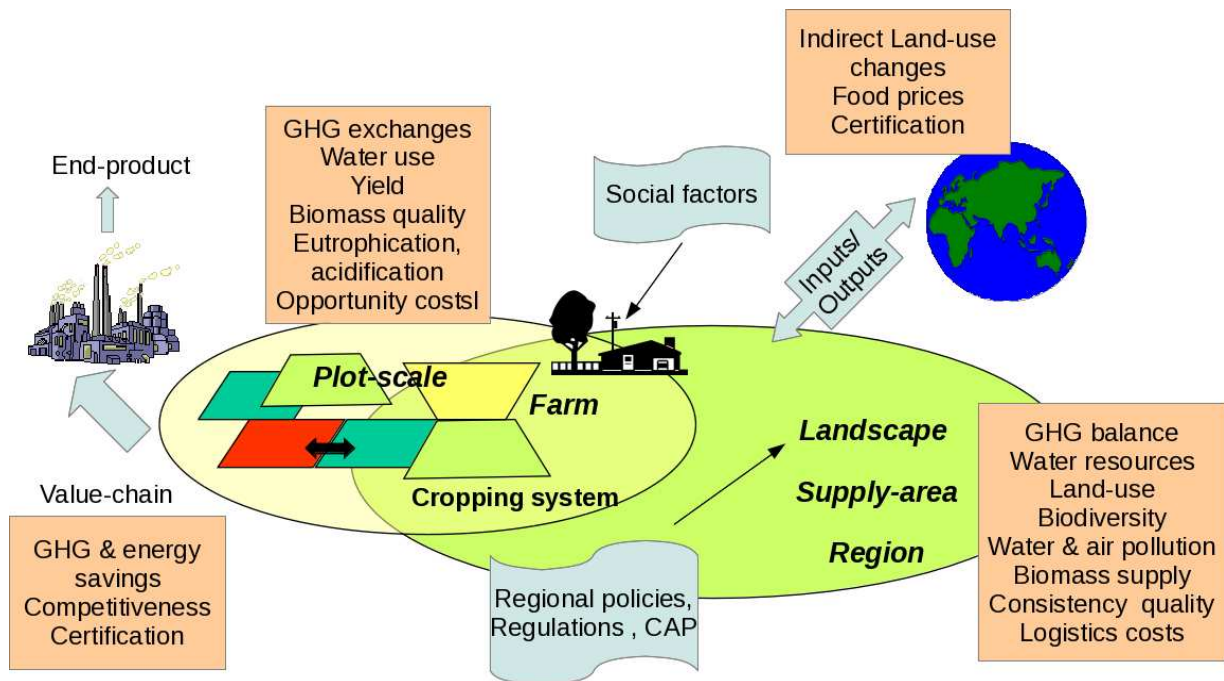 Indirect Land-use
changes
Food prices
Certification
GHG exchanges
Water use
Yield
Biomass quality
Eutrophication,
acidification
Opportunity costsl
End-product
Social factors
Inputs/
Outputs
Plot-scale
Farm
Cropping system
Landscape
Supply-area
Region
GHG balance
Water resources
Land-use
Biodiversity
Water & air pollution
Biomass supply
Consistency quality
Logistics costs
Value-chain
GHG & energy
savings
Competitiveness
Certification
Regional policies,
Regulations , CAP